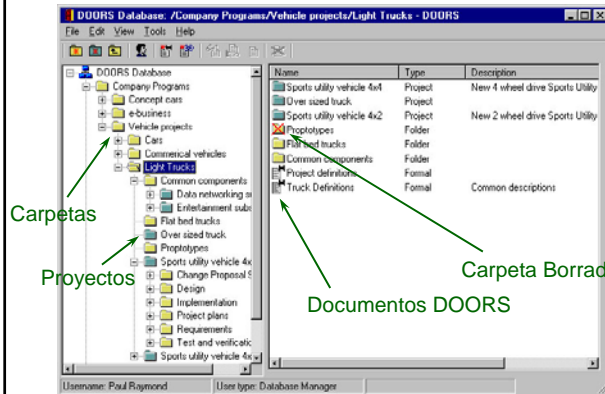 DOORS Database: /Company Programs/Vehicle projects/Light Trucks - DOORS
File Edit View Tools Help
DOORS Database
Company Programs
Concept cars
e-business
Vehicle projects
Cars
Commerical vehicles
Light Trucks
Common components
Data networking s
Entertainment subs
Flat bed trucks
Over sized truck
Proptotypes
Sports utility vehicle 4x
Change Proposal S
Design
Implementation
Project plans
Requirements
Test and verificatic
Sports utility vehicle 4x
Name Type Description
Sports utility vehicle 4x4 Project New 4 wheel drive Sports Utility
Over sized truck Project
Sports utility vehicle 4x2 Project New 2 wheel drive Sports Utility
Proptotypes Folder
Flat bed trucks Folder
Common components Folder
Project definitions Formal
Truck Definitions Formal Common descriptions
Carpetas
Proyectos
Carpeta Borrad
Documentos DOORS
Username: Paul Raymond User type: Database Manager